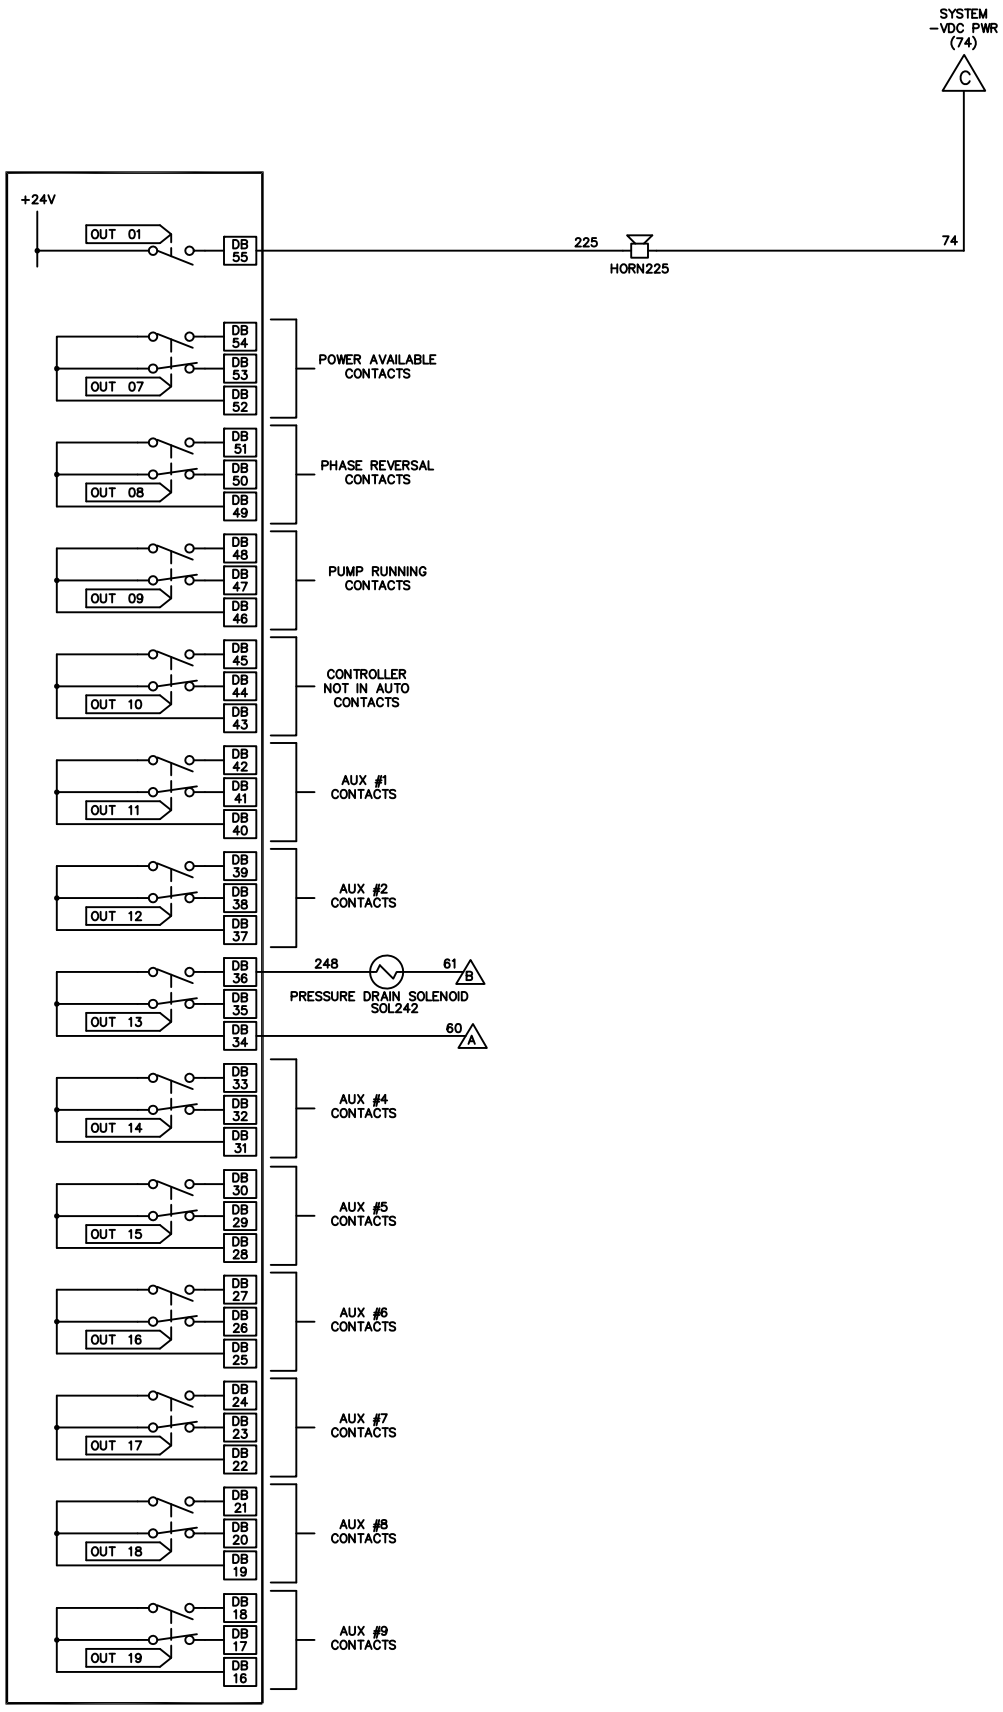 SYSTEM
-VDC PWR
(74)
C
+24V
OUT 01
DB
55
225
HORN225
74
DB
54
DB
53
OUT 07
DB
52
POWER AVAILABLE
CONTACTS
DB
51
DB
50
OUT 08
DB
49
PHASE REVERSAL
CONTACTS
DB
48
DB
47
OUT 09
DB
46
PUMP RUNNING
CONTACTS
DB
45
DB
44
OUT 10
DB
43
CONTROLLER
NOT IN AUTO
CONTACTS
DB
42
DB
41
OUT 11
DB
40
AUX #1
CONTACTS
DB
39
DB
38
OUT 12
DB
37
AUX #2
CONTACTS
DB
36
248
61
B
PRESSURE DRAIN SOLENOID
SOL242
DB
35
OUT 13
DB
34
60
A
DB
33
DB
32
OUT 14
DB
31
AUX #4
CONTACTS
DB
30
DB
29
OUT 15
DB
28
AUX #5
CONTACTS
DB
27
DB
26
OUT 16
DB
25
AUX #6
CONTACTS
DB
24
DB
23
OUT 17
DB
22
AUX #7
CONTACTS
DB
21
DB
20
OUT 18
DB
19
AUX #8
CONTACTS
DB
18
DB
17
OUT 19
DB
16
AUX #9
CONTACTS